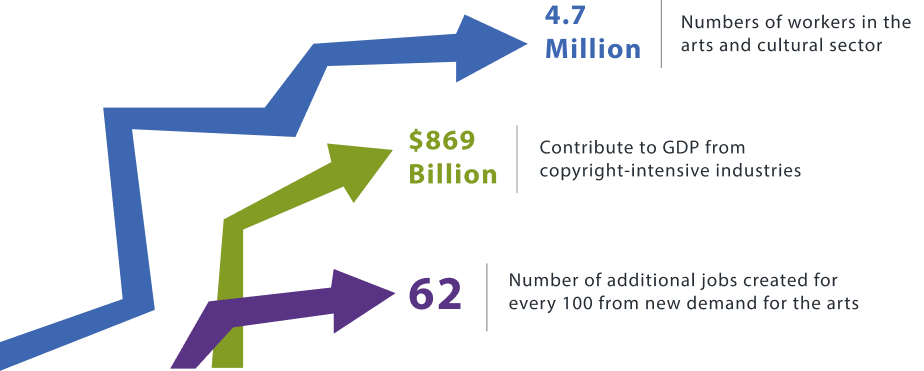 4.7
Million
Numbers of workers in the
arts and cultural sector
$869
Billion
Contribute to GDP from
copyright-intensive industries
62
Number of additional jobs created for
every 100 from new demand for the arts